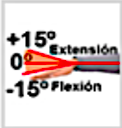 +15º
Extensión
0º
-15º Flexión